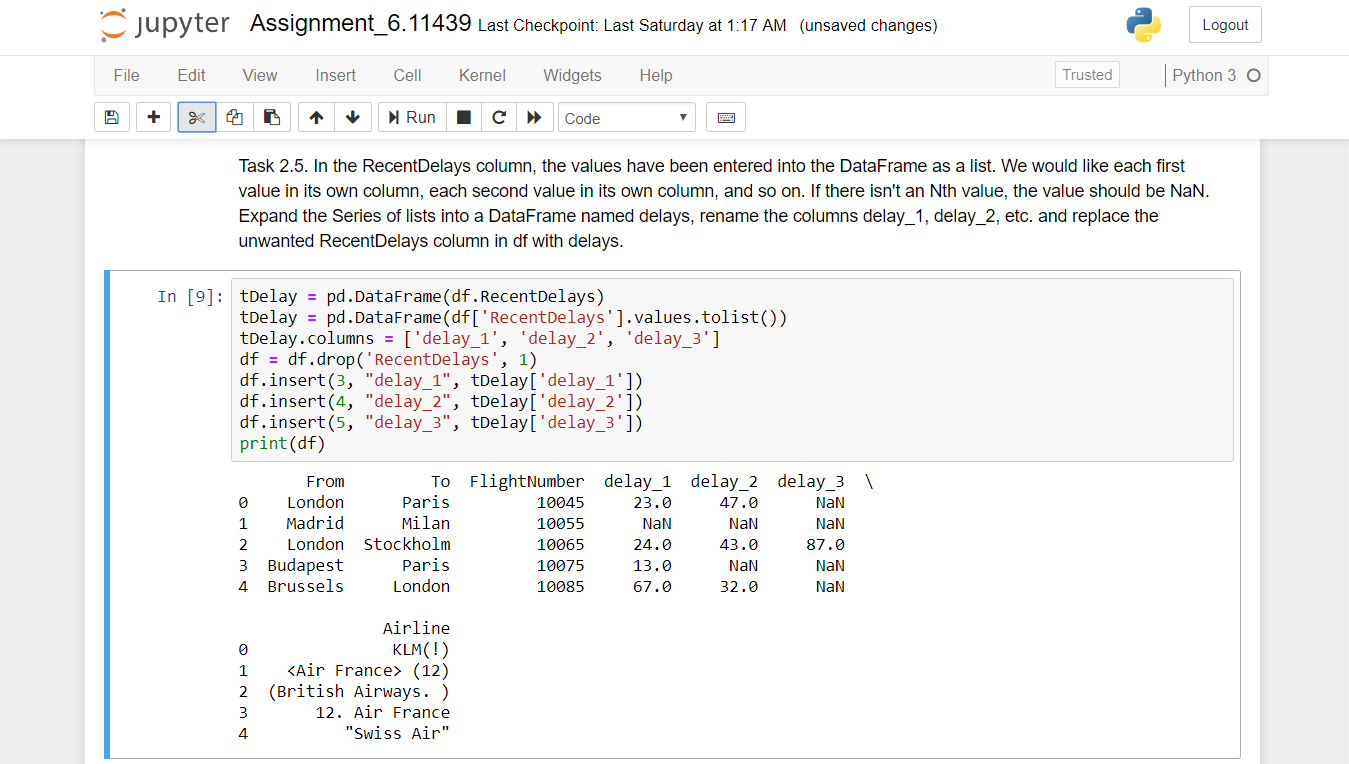 jupyter Assignment_6.11439 Last Checkpoint: Last Saturday at 1:17 AM (unsaved changes) Logout
File Edit View Insert Cell Kernel Widgets Help Trusted Python 3
Run Code
Task 2.5. In the RecentDelays column, the values have been entered into the DataFrame as a list. We would like each first
value in its own column, each second value in its own column, and so on. If there isn't an Nth value, the value should be NaN.
Expand the Series of lists into a DataFrame named delays, rename the columns delay_1, delay_2, etc. and replace the
unwanted RecentDelays column in df with delays.
In [9]: tDelay = pd.DataFrame(df.RecentDelays)
tDelay = pd.DataFrame(df['RecentDelays'].values.tolist())
tDelay.columns = ['delay_1', 'delay_2', 'delay_3']
df = df.drop('RecentDelays', 1)
df.insert(3, "delay_1", tDelay['delay_1'])
df.insert(4, "delay_2", tDelay['delay_2'])
df.insert(5, "delay_3", tDelay['delay_3'])
print(df)
From To FlightNumber delay_1 delay_2 delay_3 \
0 London Paris 10045 23.0 47.0 NaN
1 Madrid Milan 10055 NaN NaN NaN
2 London Stockholm 10065 24.0 43.0 87.0
3 Budapest Paris 10075 13.0 NaN NaN
4 Brussels London 10085 67.0 32.0 NaN
Airline
0 KLM(!)
1 <Air France> (12)
2 (British Airways. )
3 12. Air France
4 "Swiss Air"